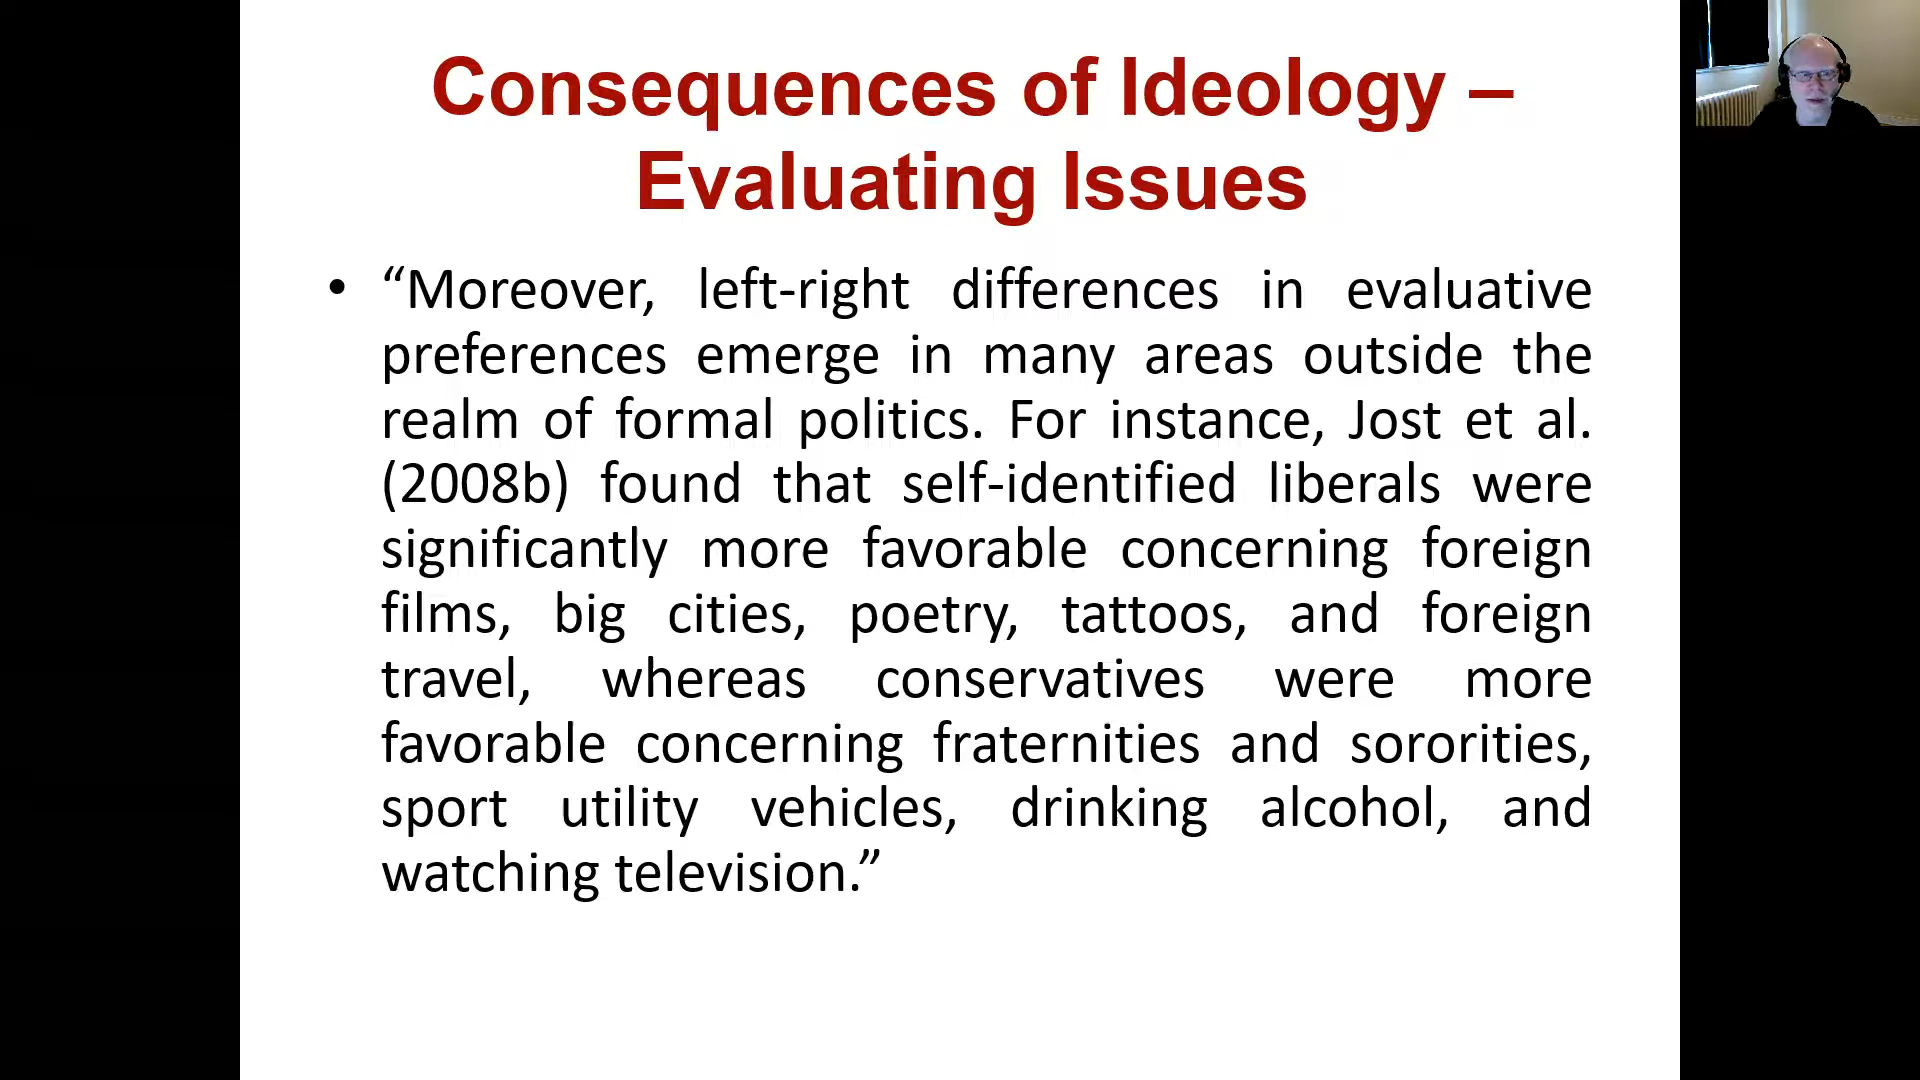 Consequences of Ideology –
Evaluating Issues
• “Moreover, left-right differences in evaluative
preferences emerge in many areas outside the
realm of formal politics. For instance, Jost et al.
(2008b) found that self-identified liberals were
significantly more favorable concerning foreign
films, big cities, poetry, tattoos, and foreign
travel, whereas conservatives were more
favorable concerning fraternities and sororities,
sport utility vehicles, drinking alcohol, and
watching television.”